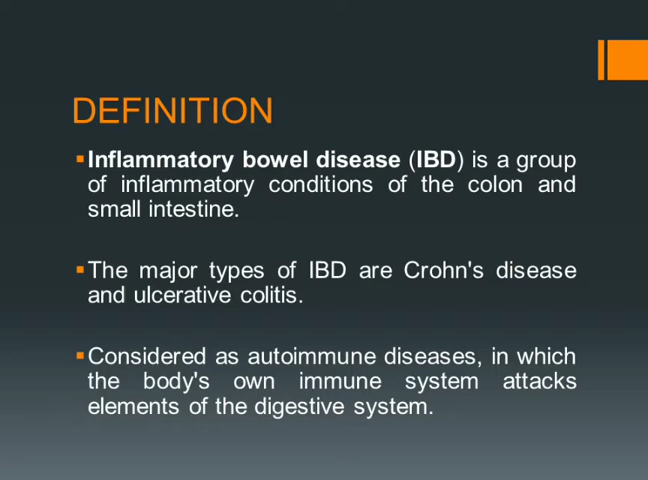 DEFINITION
▪Inflammatory bowel disease (IBD) is a group
of inflammatory conditions of the colon and
small intestine.
▪The major types of IBD are Crohn's disease
and ulcerative colitis.
▪Considered as autoimmune diseases, in which
the body's own immune system attacks
elements of the digestive system.